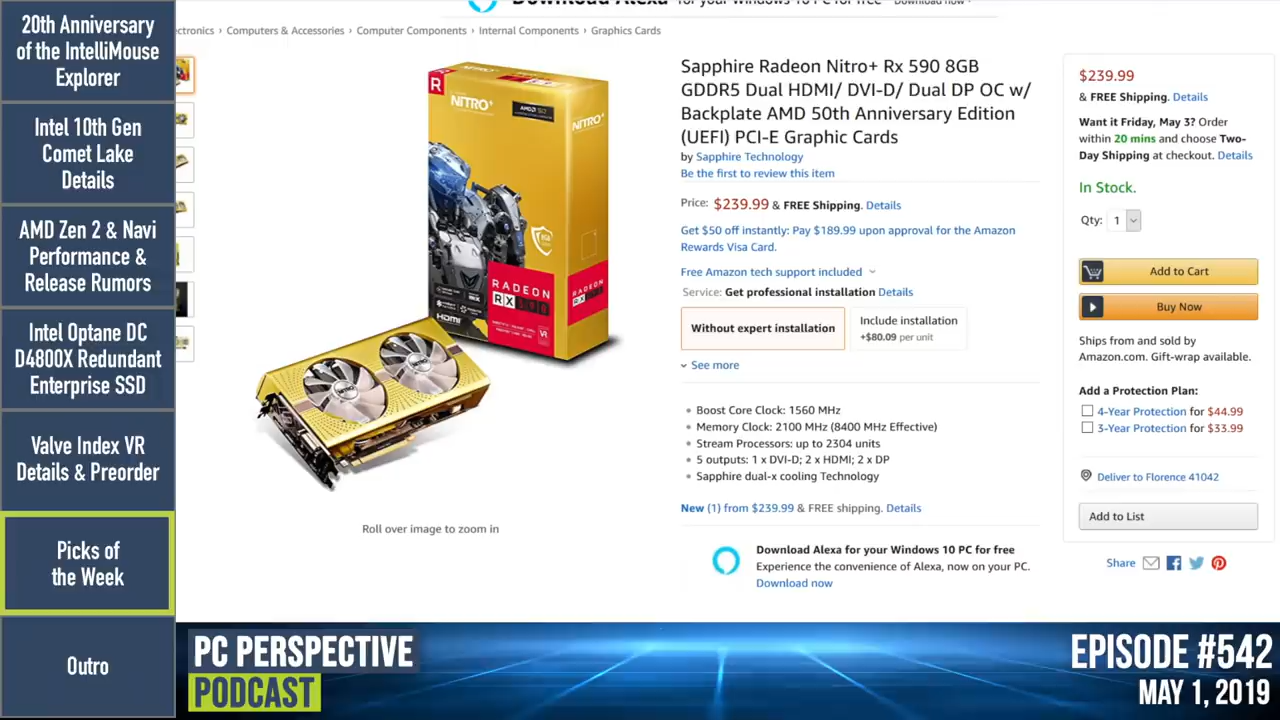 20th Anniversary
of the IntelliMouse
Explorer
Intel 10th Gen
Comet Lake
Details
AMD Zen 2 & Navi
Performance &
Release Rumors
Intel Optane DC
D4800X Redundant
Enterprise SSD
Valve Index VR
Details & Preorder
Picks of
the Week
Outro
Download Alexa for your Windows 10 PC for free Download now ›
ectronics › Computers & Accessories › Computer Components › Internal Components › Graphics Cards
NITRO+
AMD 50
NITRO+
RADEON
RX 590
RADEON
HDMI
VR
NITRO
Roll over image to zoom in
Sapphire Radeon Nitro+ Rx 590 8GB
GDDR5 Dual HDMI/ DVI-D/ Dual DP OC w/
Backplate AMD 50th Anniversary Edition
(UEFI) PCI-E Graphic Cards
by Sapphire Technology
Be the first to review this item
Price: $239.99 & FREE Shipping. Details
Get $50 off instantly: Pay $189.99 upon approval for the Amazon
Rewards Visa Card.
Free Amazon tech support included
Service: Get professional installation Details
Without expert installation
Include installation
+$80.09 per unit
See more
Boost Core Clock: 1560 MHz
Memory Clock: 2100 MHz (8400 MHz Effective)
Stream Processors: up to 2304 units
5 outputs: 1 x DVI-D; 2 x HDMI; 2 x DP
Sapphire dual-x cooling Technology
New (1) from $239.99 & FREE shipping. Details
Download Alexa for your Windows 10 PC for free
Experience the convenience of Alexa, now on your PC.
Download now
$239.99
& FREE Shipping. Details
Want it Friday, May 3? Order
within 20 mins and choose Two-
Day Shipping at checkout. Details
In Stock.
Qty: 1
Add to Cart
Buy Now
Ships from and sold by
Amazon.com. Gift-wrap available.
Add a Protection Plan:
4-Year Protection for $44.99
3-Year Protection for $33.99
Deliver to Florence 41042
Add to List
Share
PC PERSPECTIVE
PODCAST
EPISODE #542
MAY 1, 2019